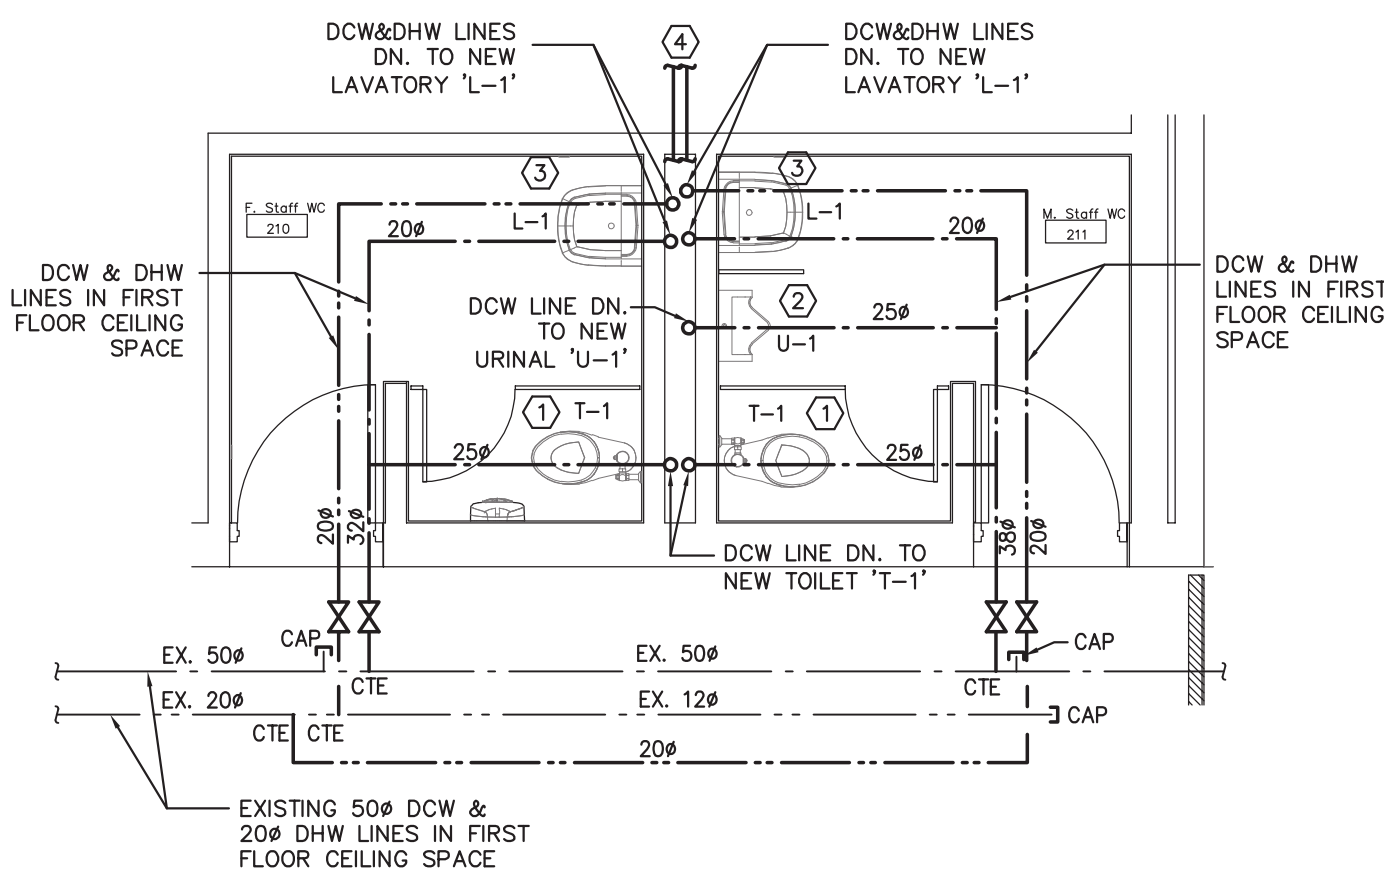 DCW&DHW LINES
DN. TO NEW
LAVATORY 'L-1'
4
DCW&DHW LINES
DN. TO NEW
LAVATORY 'L-1'
3
3
F. Staff WC
210
L-1
L-1
M. Staff WC
211
20ø
20ø
DCW & DHW
LINES IN FIRST
FLOOR CEILING
SPACE
DCW LINE DN.
TO NEW
URINAL 'U-1'
2
25ø
U-1
DCW & DHW
LINES IN FIRST
FLOOR CEILING
SPACE
1
T-1
T-1
1
25ø
25ø
20ø
32ø
38ø
20ø
DCW LINE DN. TO
NEW TOILET 'T-1'
CAP
CAP
EX. 50ø
EX. 50ø
CTE
CTE
EX. 20ø
EX. 12ø
CAP
CTE
CTE
20ø
EXISTING 50ø DCW &
20ø DHW LINES IN FIRST
FLOOR CEILING SPACE